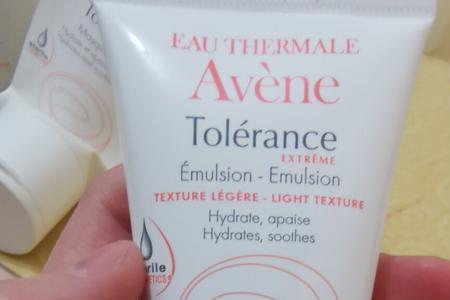 EAU THERMALE
Avène
Tolérance
EXTRÊME
Émulsion - Emulsion
TEXTURE LÉGÈRE - LIGHT TEXTURE
Hydrate, apaise
Hydrates, soothes